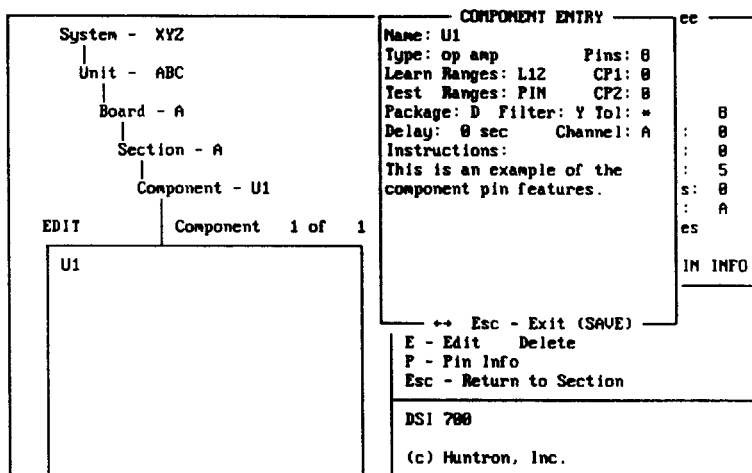 COMPONENT ENTRY
ee
System - XYZ
Name: U1
Type: op amp Pins: 8
Unit - ABC
Learn Ranges: L12 CP1: 0
Test Ranges: PIN CP2: 0
Board - A
Package: D Filter: Y Tol: *
8
Delay: 0 sec Channel: A
: 0
Section - A
Instructions:
: 0
This is an example of the
: 5
Component - U1
component pin features.
s: 0
: A
EDIT Component 1 of 1
es
U1
IN INFO
←→ Esc - Exit (SAVE)
E - Edit Delete
P - Pin Info
Esc - Return to Section
DSI 700
(c) Huntron, Inc.